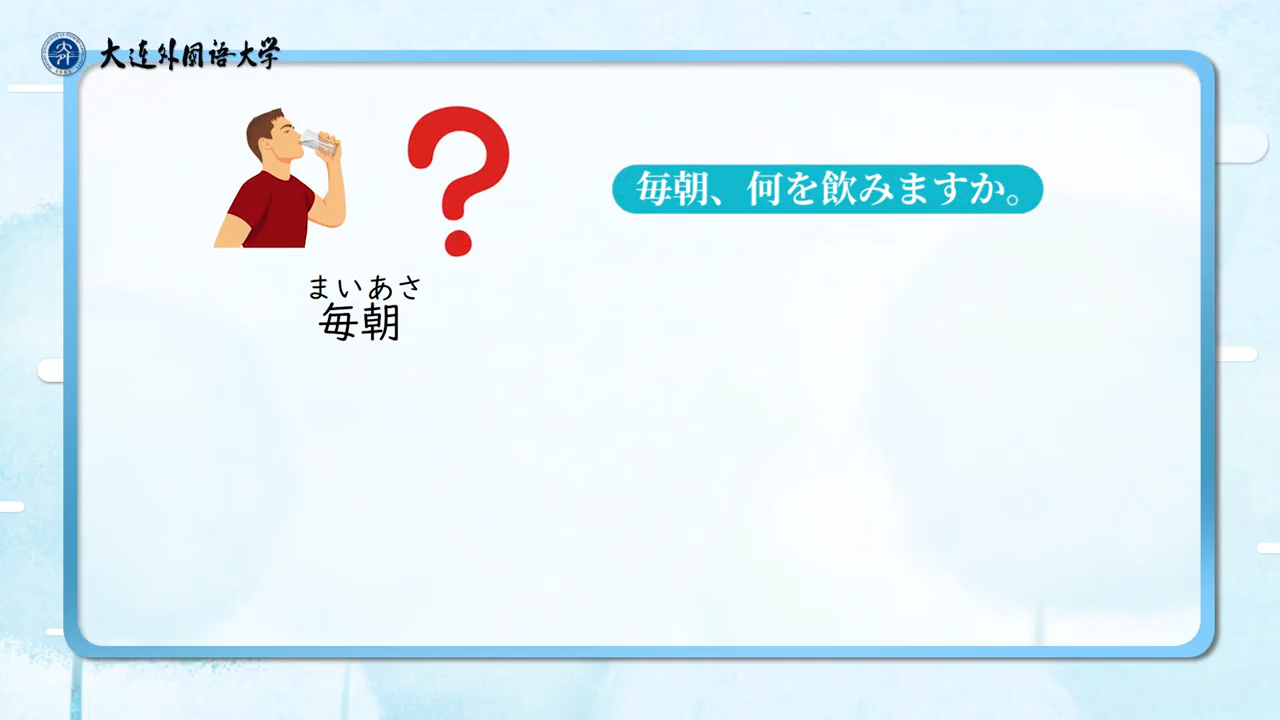 大连外国语大学
毎朝、何を飲みますか。
まいあさ
毎朝